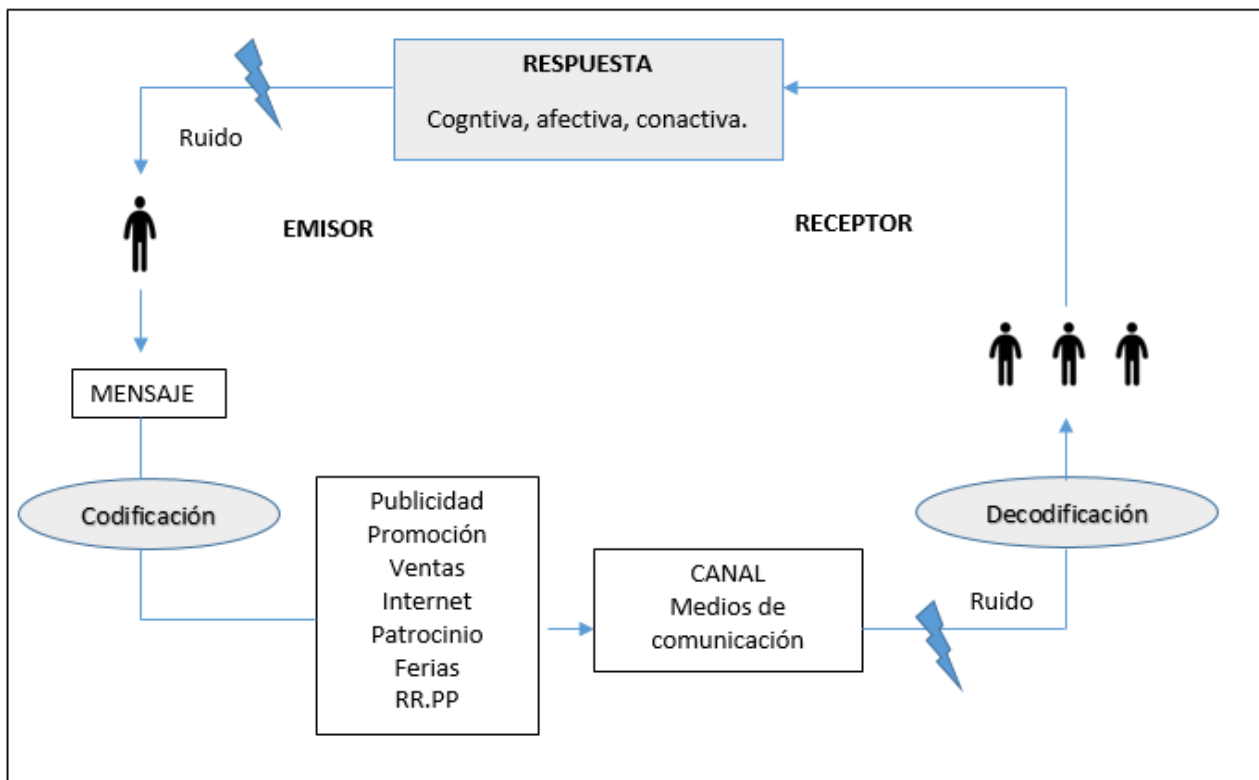 RESPUESTA
Cogntiva, afectiva, conactiva.
Ruido
EMISOR
RECEPTOR
MENSAJE
Codificación
Publicidad
Promoción
Ventas
Internet
Patrocinio
Ferias
RR.PP
CANAL
Medios de
comunicación
Ruido
Decodificación